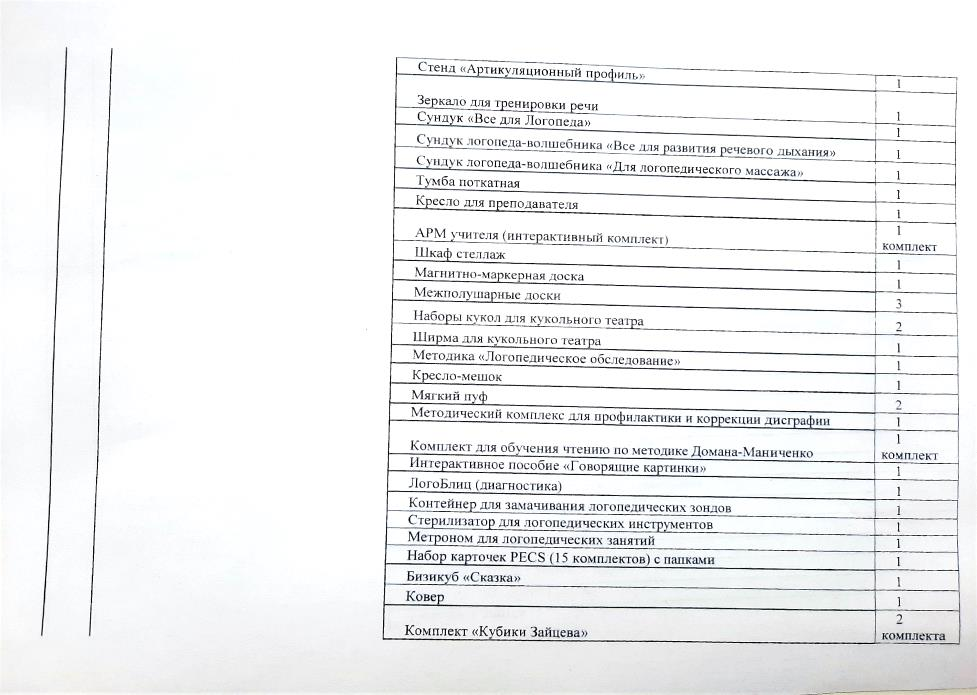 Стенд «Артикуляционный профиль» 1
Зеркало для тренировки речи 1
Сундук «Все для Логопеда» 1
Сундук логопеда-волшебника «Все для развития речевого дыхания» 1
Сундук логопеда-волшебника «Для логопедического массажа» 1
Тумба поткатная 1
Кресло для преподавателя 1
АРМ учителя (интерактивный комплект) 1 комплект
Шкаф стеллаж 1
Магнитно-маркерная доска 1
Межполушарные доски 3
Наборы кукол для кукольного театра 2
Ширма для кукольного театра 1
Методика «Логопедическое обследование» 1
Кресло-мешок 1
Мягкий пуф 2
Методический комплекс для профилактики и коррекции дисграфии 1
Комплект для обучения чтению по методике Домана-Маниченко 1 комплект
Интерактивное пособие «Говорящие картинки» 1
ЛогоБлиц (диагностика) 1
Контейнер для замачивания логопедических зондов 1
Стерилизатор для логопедических инструментов 1
Метроном для логопедических занятий 1
Набор карточек PECS (15 комплектов) с папками 1
Бизикуб «Сказка» 1
Ковер 1
Комплект «Кубики Зайцева» 2 комплекта